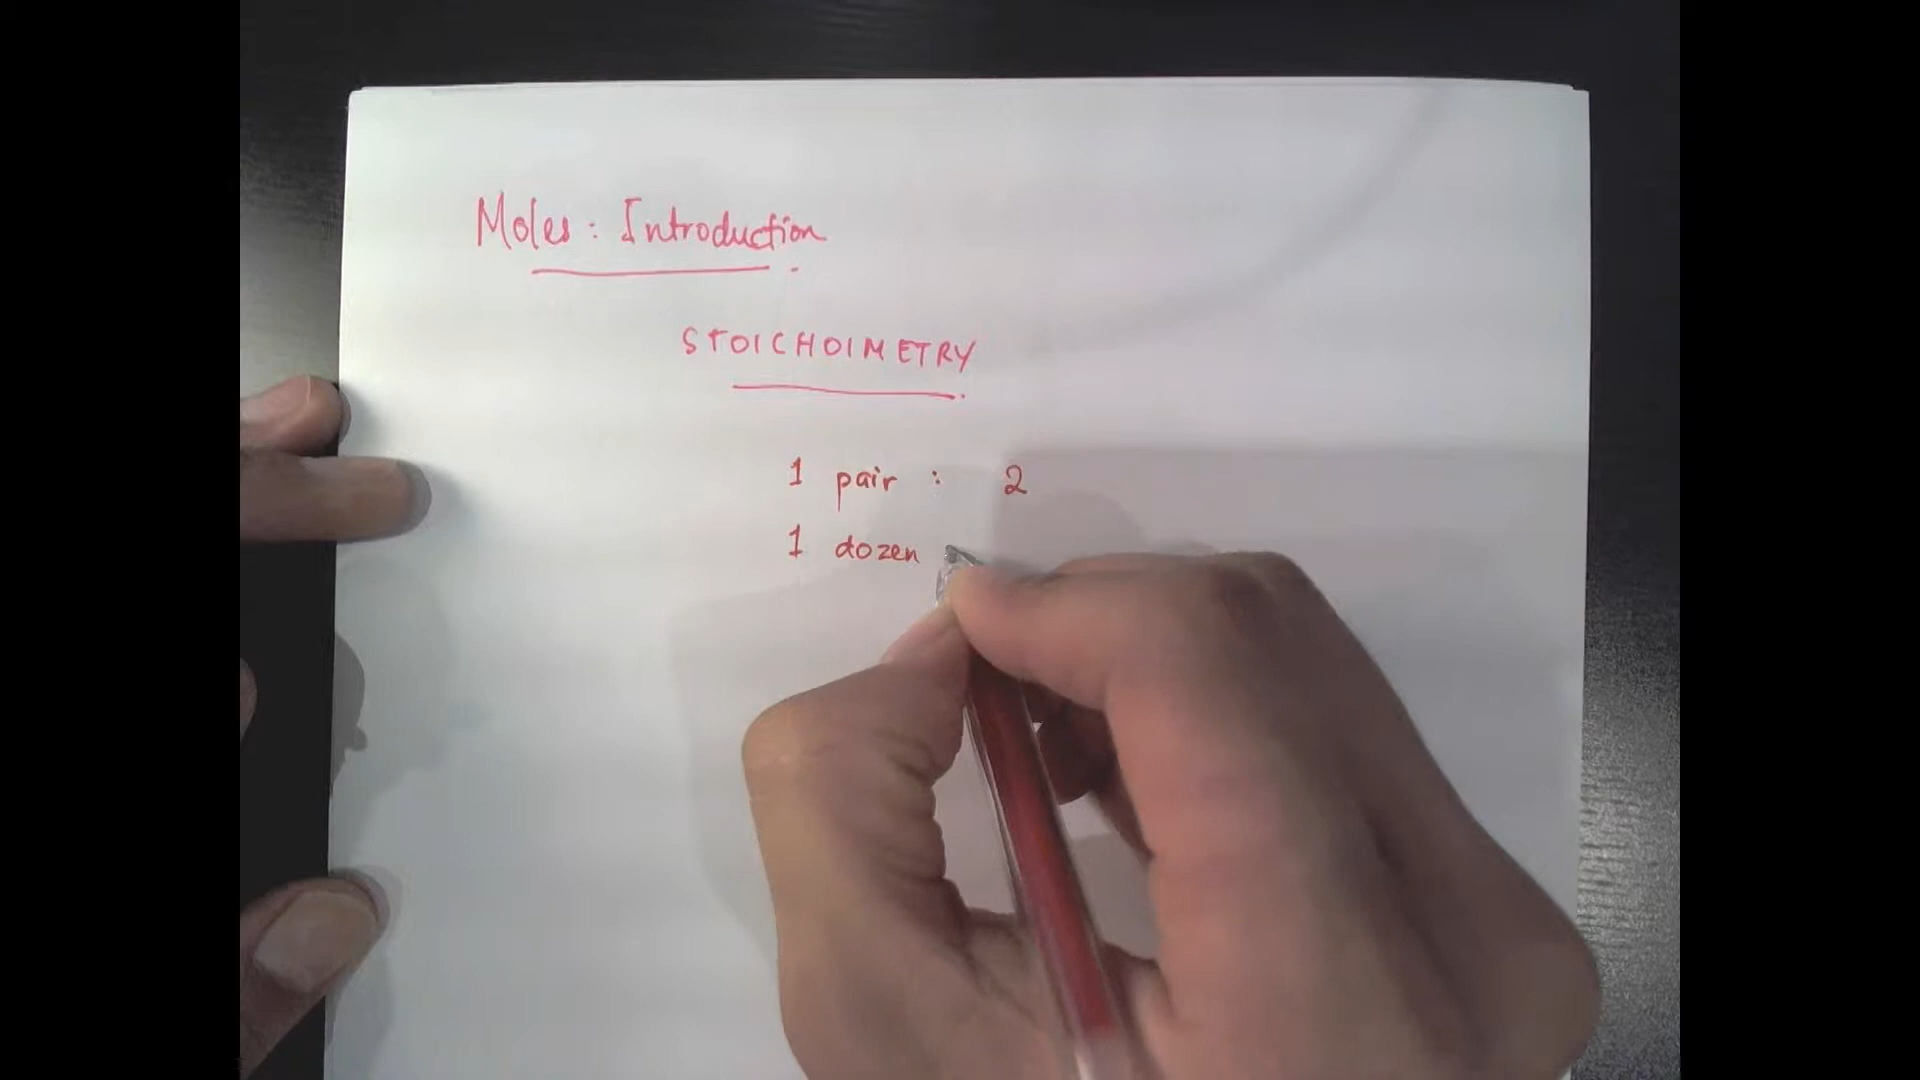 Moles: Introduction
STOICHOIMETRY
1 pair : 2
1 dozen